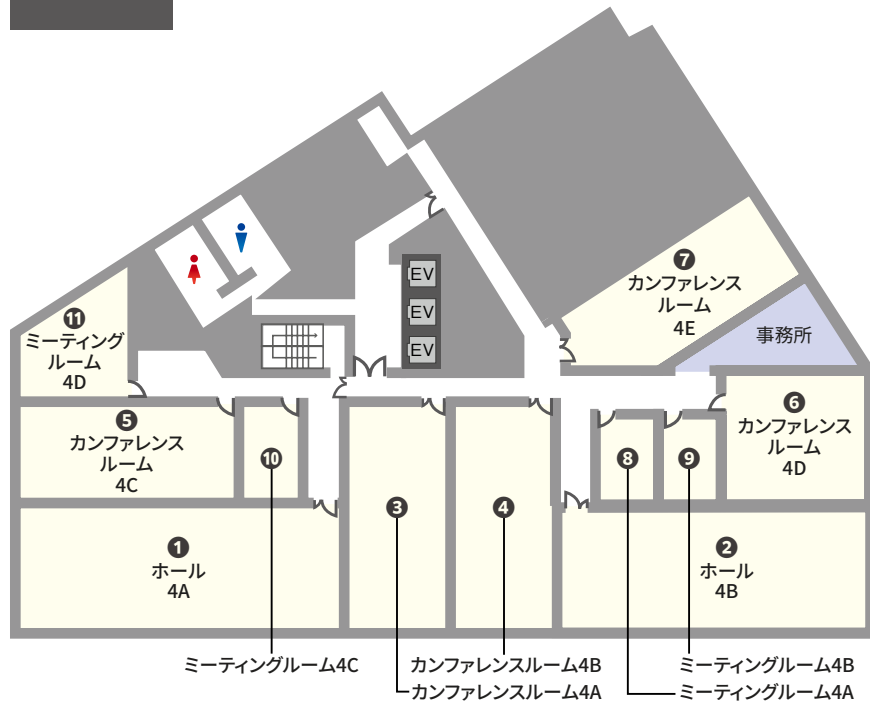 ❼
カンファレンス
ルーム
4E
事務所
EV
EV
EV
⓫
ミーティング
ルーム
4D
❺
カンファレンス
ルーム
4C
❿
❸
❹
❽
❾
❻
カンファレンス
ルーム
4D
❶
ホール
4A
❷
ホール
4B
ミーティングルーム4C
カンファレンスルーム4B
カンファレンスルーム4A
ミーティングルーム4B
ミーティングルーム4A